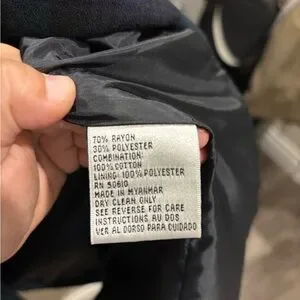 70% RAYON
30% POLYESTER
COMBINATION:
100% COTTON
LINING: 100% POLYESTER
RN 50610
MADE IN MYANMAR
DRY CLEAN ONLY
SEE REVERSE FOR CARE
INSTRUCTIONS AU DOS
VER AL DORSO PARA CUIDADO